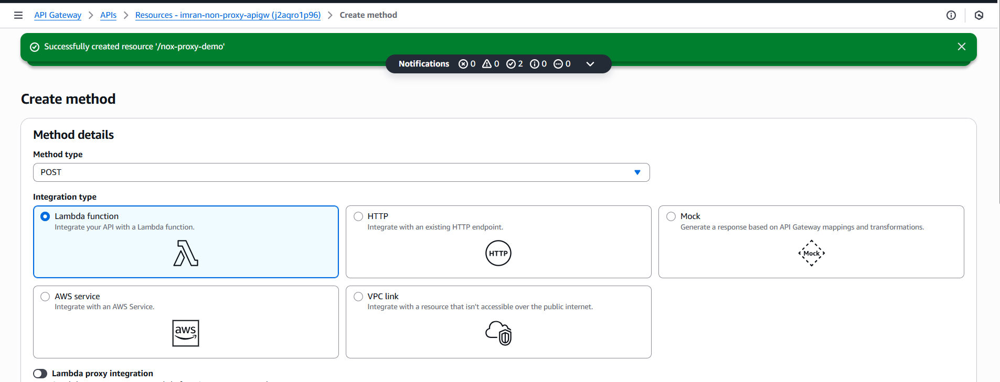 API Gateway > APIs > Resources - imran-non-proxy-apigw (j2aqro1p96) > Create method
Successfully created resource '/nox-proxy-demo'
Notifications 0 0 2 0 0
Create method
Method details
Method type
POST
Integration type
Lambda function
Integrate your API with a Lambda function.
HTTP
Integrate with an existing HTTP endpoint.
HTTP
Mock
Generate a response based on API Gateway mappings and transformations.
Mock
AWS service
Integrate with an AWS Service.
aws
VPC link
Integrate with a resource that isn't accessible over the public internet.
Lambda proxy integration